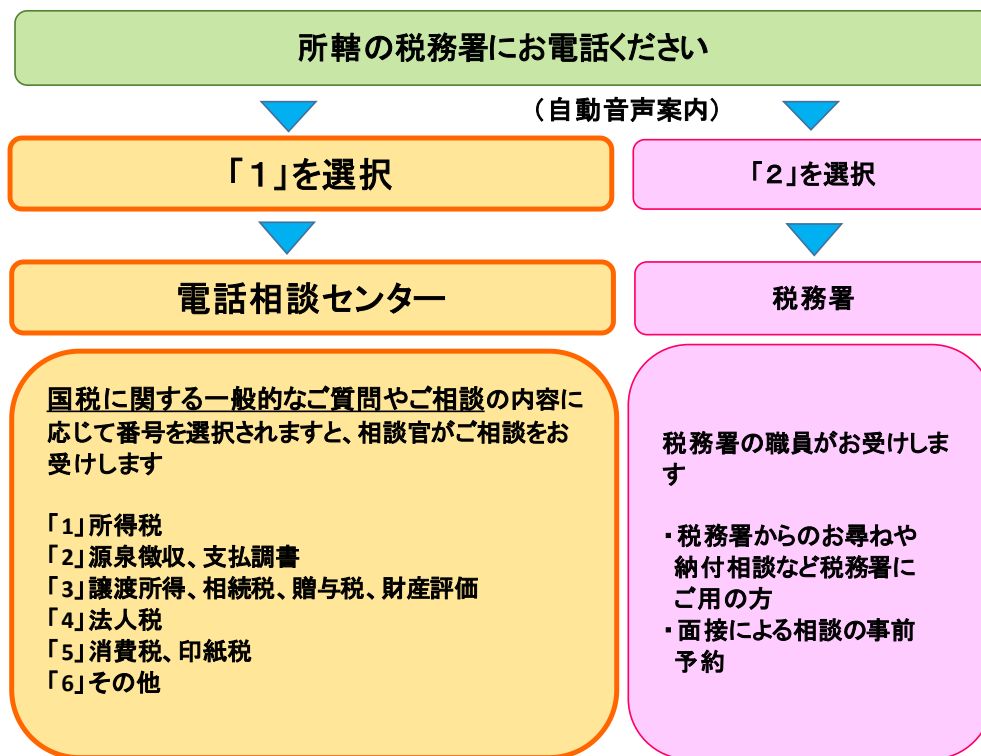 所轄の税務署にお電話ください
（自動音声案内）
「１」を選択
「２」を選択
電話相談センター
税務署
国税に関する一般的なご質問やご相談の内容に
応じて番号を選択されますと、相談官がご相談をお
受けします
「1」所得税
「2」源泉徴収、支払調書
「3」譲渡所得、相続税、贈与税、財産評価
「4」法人税
「5」消費税、印紙税
「6」その他
税務署の職員がお受けしま
す
・税務署からのお尋ねや
納付相談など税務署に
ご用の方
・面接による相談の事前
予約